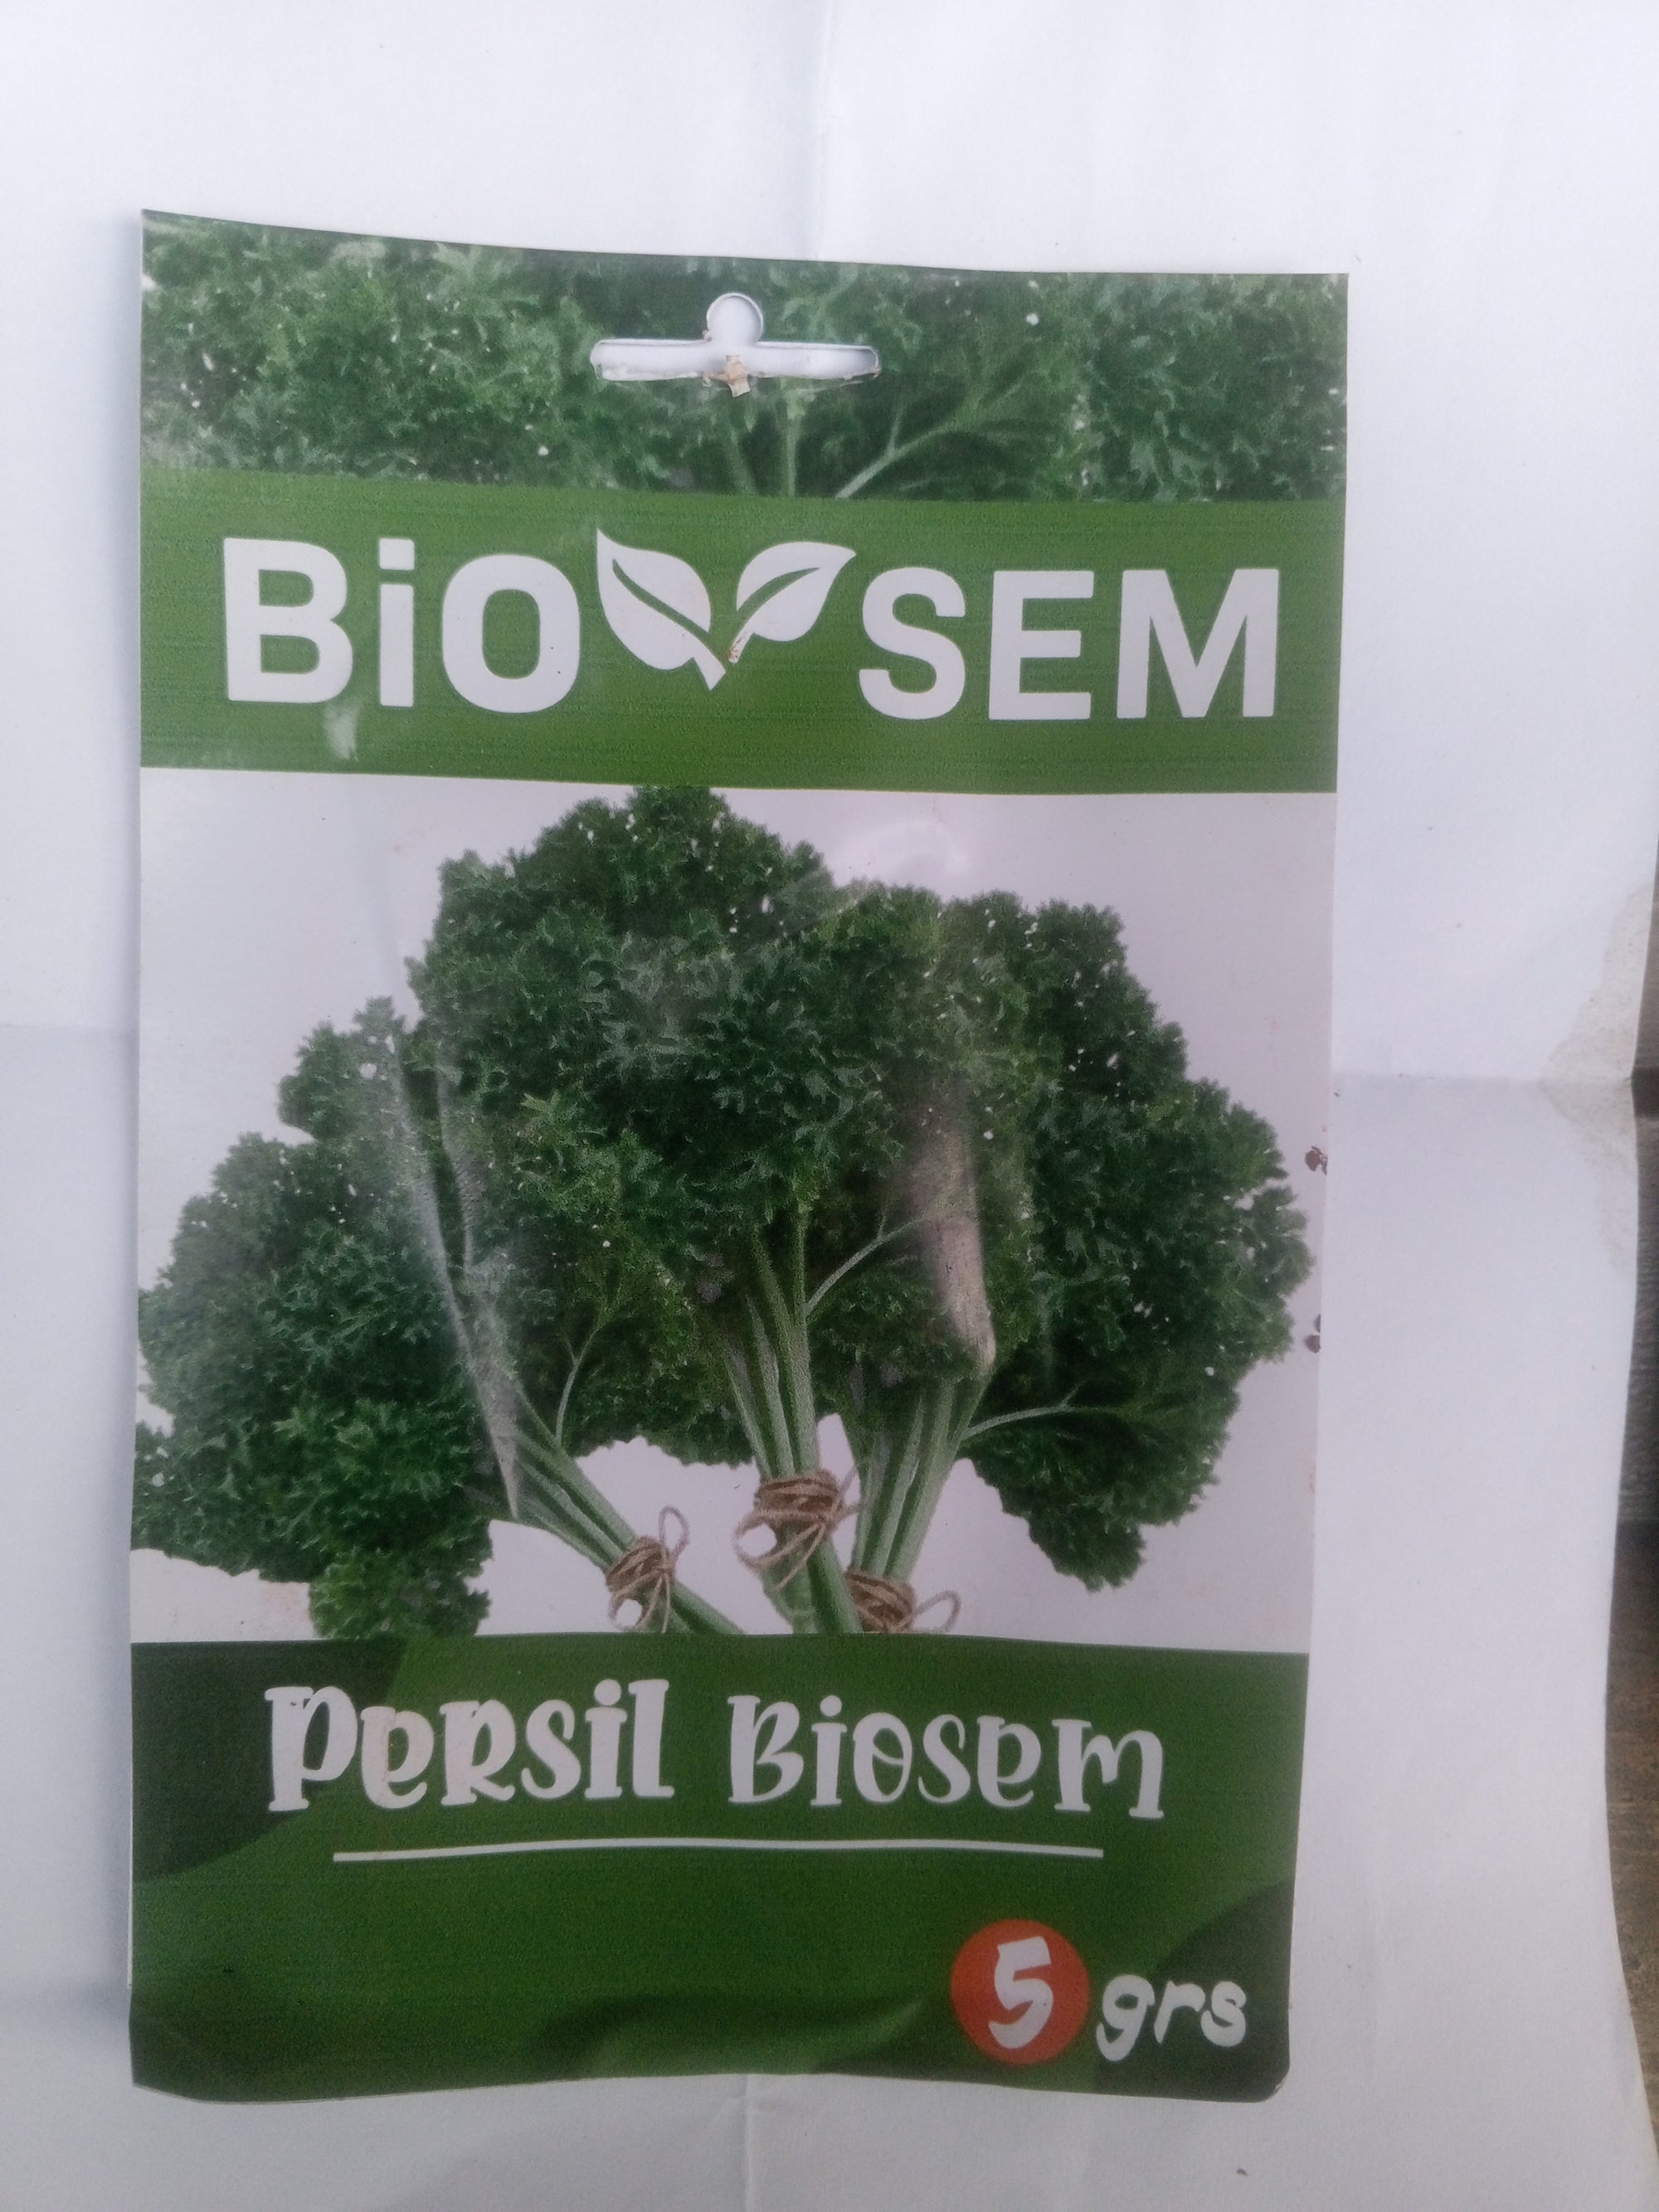 BiO SEM
Persil Biosem
5 grs